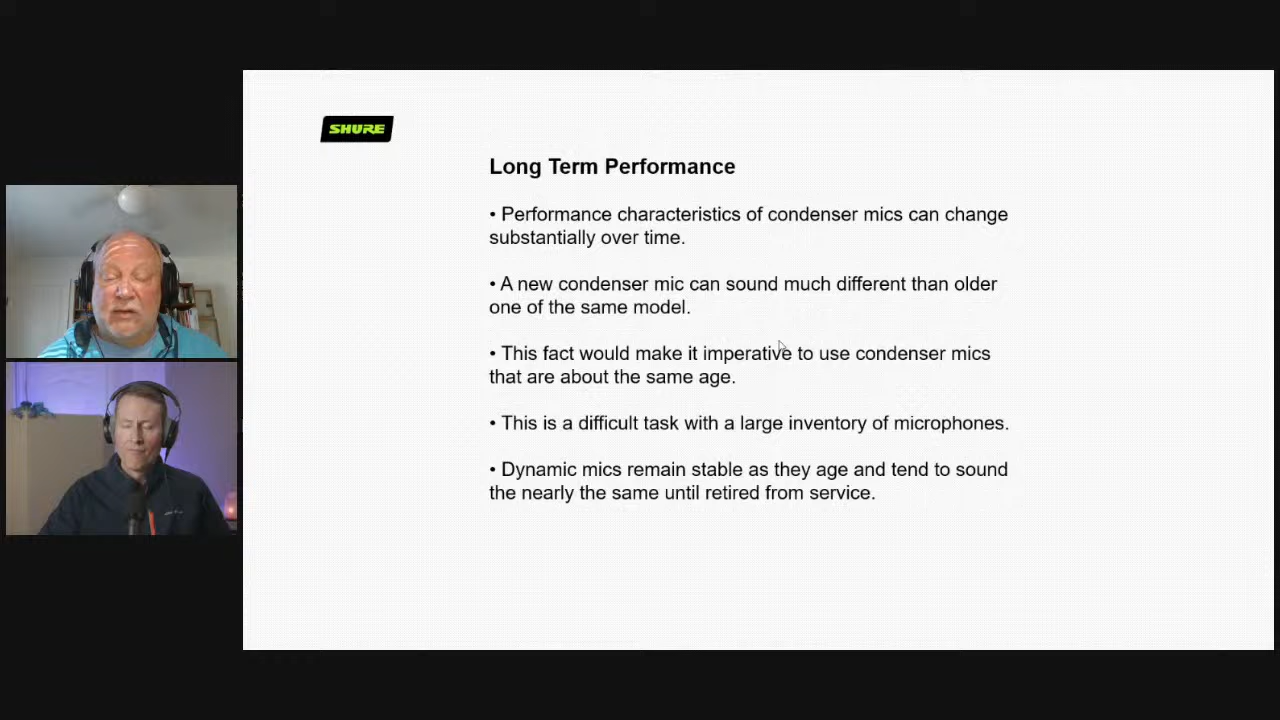 SHURE
Long Term Performance
• Performance characteristics of condenser mics can change
substantially over time.
• A new condenser mic can sound much different than older
one of the same model.
• This fact would make it imperative to use condenser mics
that are about the same age.
• This is a difficult task with a large inventory of microphones.
• Dynamic mics remain stable as they age and tend to sound
the nearly the same until retired from service.